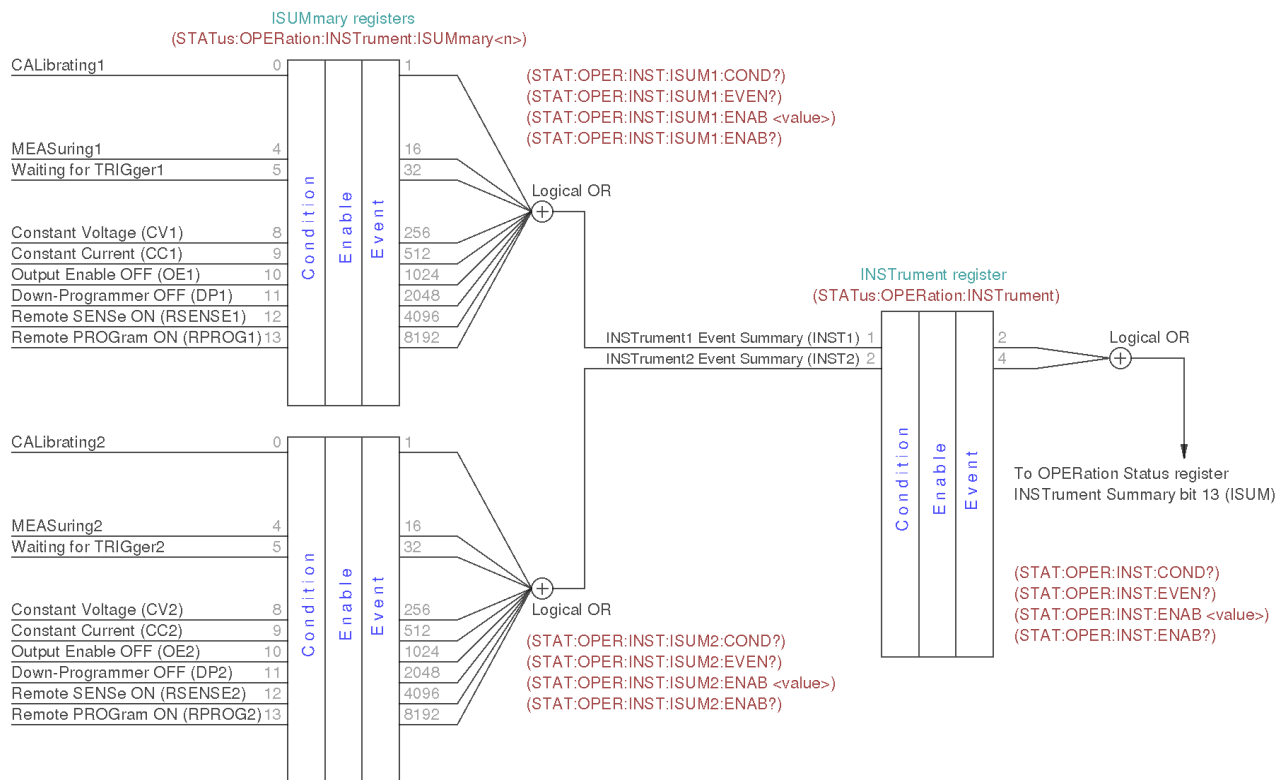 ISUMmary registers
(STATus:OPERation:INSTrument:ISUMmary<n>)
CALibrating1 0 1
MEASuring1 4 16
Waiting for TRIGger1 5 32
Constant Voltage (CV1) 8 256
Constant Current (CC1) 9 512
Output Enable OFF (OE1) 10 1024
Down-Programmer OFF (DP1) 11 2048
Remote SENSe ON (RSENSE1) 12 4096
Remote PROGram ON (RPROG1) 13 8192
Condition
Enable
Event
(STAT:OPER:INST:ISUM1:COND?)
(STAT:OPER:INST:ISUM1:EVEN?)
(STAT:OPER:INST:ISUM1:ENAB <value>)
(STAT:OPER:INST:ISUM1:ENAB?)
Logical OR
CALibrating2 0 1
MEASuring2 4 16
Waiting for TRIGger2 5 32
Constant Voltage (CV2) 8 256
Constant Current (CC2) 9 512
Output Enable OFF (OE2) 10 1024
Down-Programmer OFF (DP2) 11 2048
Remote SENSe ON (RSENSE2) 12 4096
Remote PROGram ON (RPROG2) 13 8192
Condition
Enable
Event
Logical OR
(STAT:OPER:INST:ISUM2:COND?)
(STAT:OPER:INST:ISUM2:EVEN?)
(STAT:OPER:INST:ISUM2:ENAB <value>)
(STAT:OPER:INST:ISUM2:ENAB?)
INSTrument register
(STATus:OPERation:INSTrument)
INSTrument1 Event Summary (INST1) 1 2
INSTrument2 Event Summary (INST2) 2 4
Condition
Enable
Event
Logical OR
To OPERation Status register
INSTrument Summary bit 13 (ISUM)
(STAT:OPER:INST:COND?)
(STAT:OPER:INST:EVEN?)
(STAT:OPER:INST:ENAB <value>)
(STAT:OPER:INST:ENAB?)